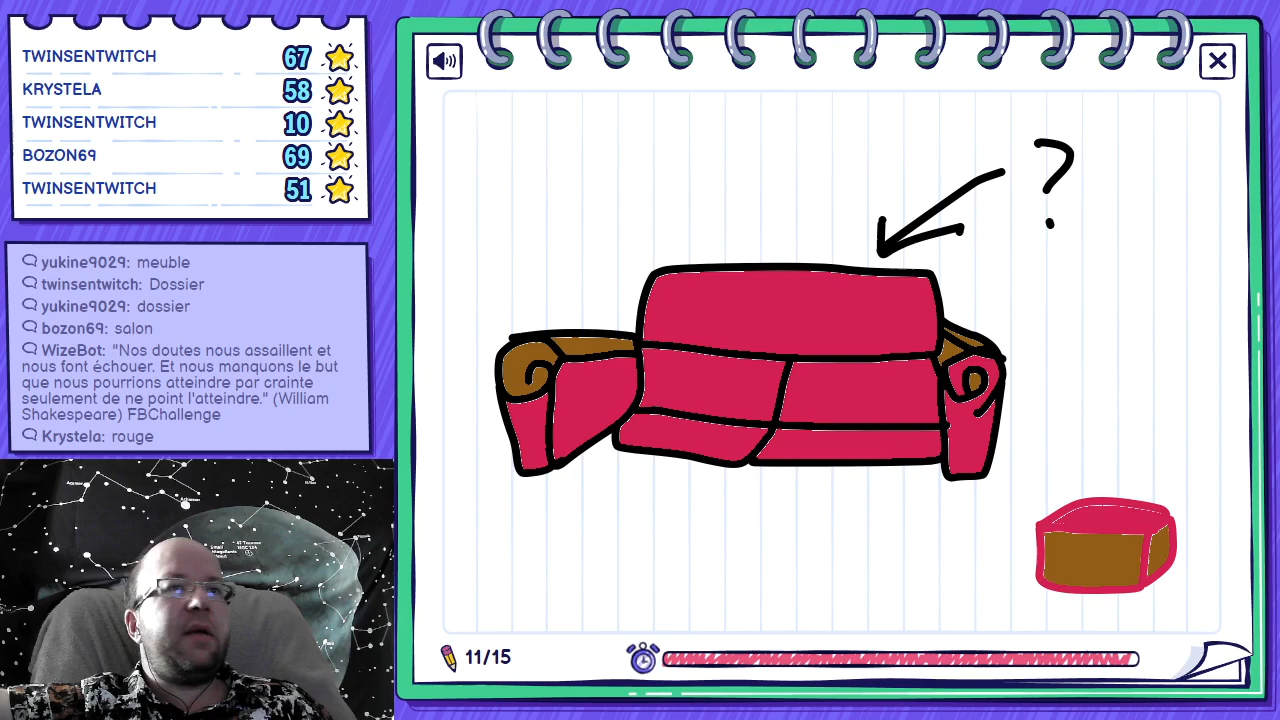 TWINSENTWITCH 67
KRYSTELA 58
TWINSENTWITCH 10
BOZON69 69
TWINSENTWITCH 51
yukine9029: meuble
twinsentwitch: Dossier
yukine9029: dossier
bozon69: salon
WizeBot: "Nos doutes nous assaillent et
nous font échouer. Et nous manquons le but
que nous pourrions atteindre par crainte
seulement de ne point l'atteindre." (William
Shakespeare) FBChallenge
Krystela: rouge
?
11/15